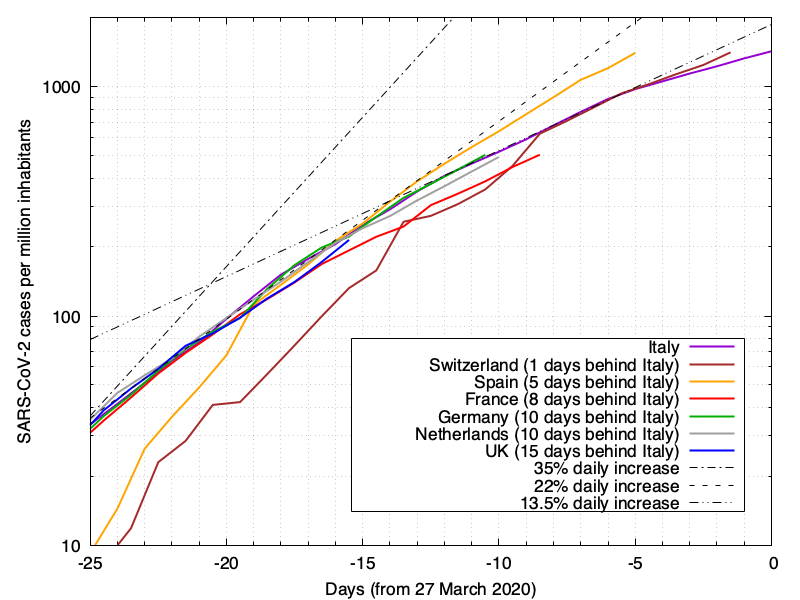 SARS-CoV-2 cases per million inhabitants
1000
100
10
Italy
Switzerland (1 days behind Italy)
Spain (5 days behind Italy)
France (8 days behind Italy)
Germany (10 days behind Italy)
Netherlands (10 days behind Italy)
UK (15 days behind Italy)
35% daily increase
22% daily increase
13.5% daily increase
-25 -20 -15 -10 -5 0
Days (from 27 March 2020)